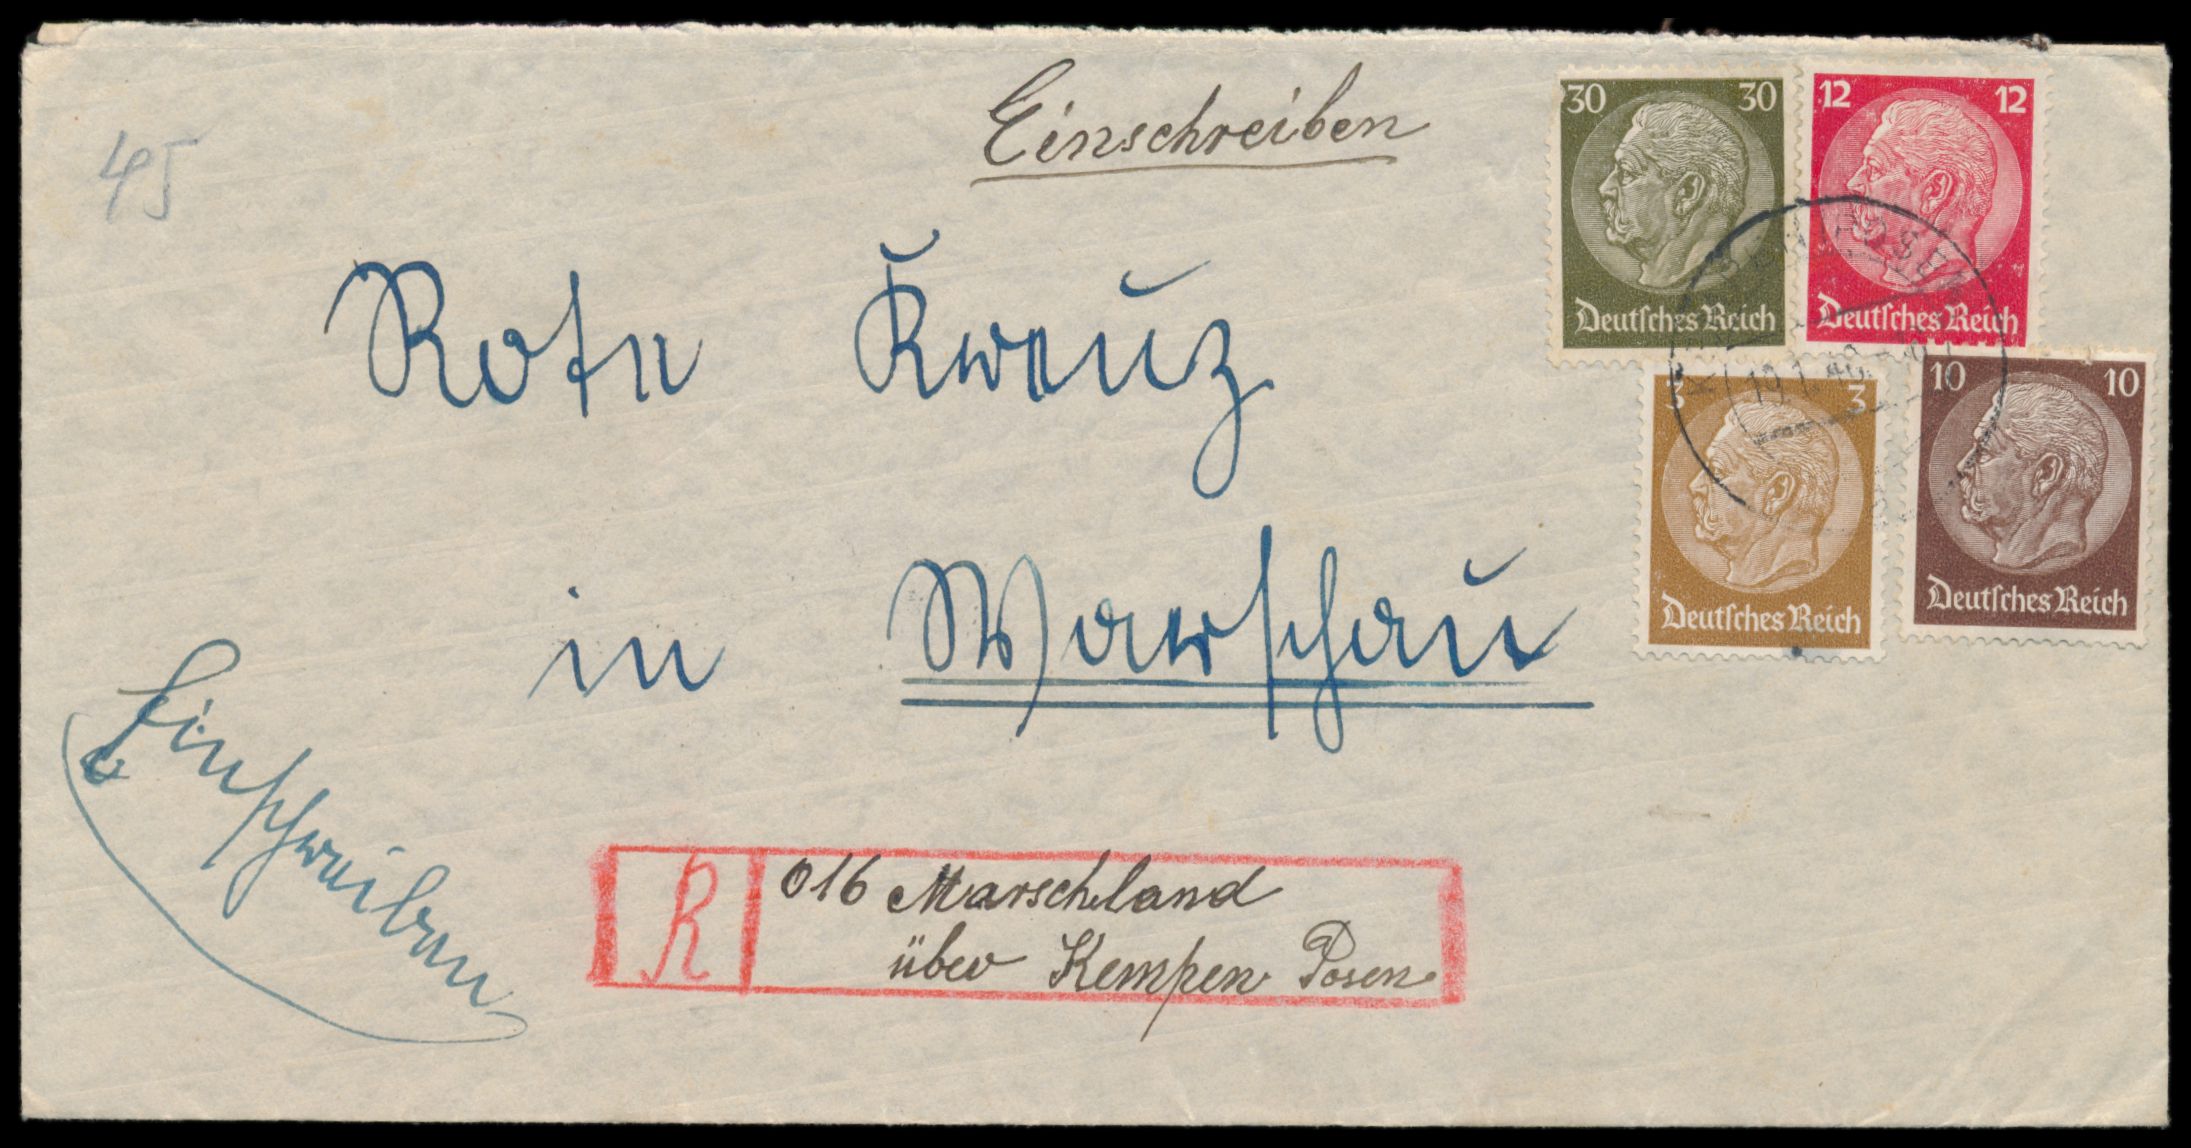 Einschreiben
45
30 30
Deutsches Reich
12 12
Deutsches Reich
3 3
Deutsches Reich
10 10
Deutsches Reich
Rote Kreuz
in Warschau
Einschreiben
R 016 Marschland
über Kempen Posen